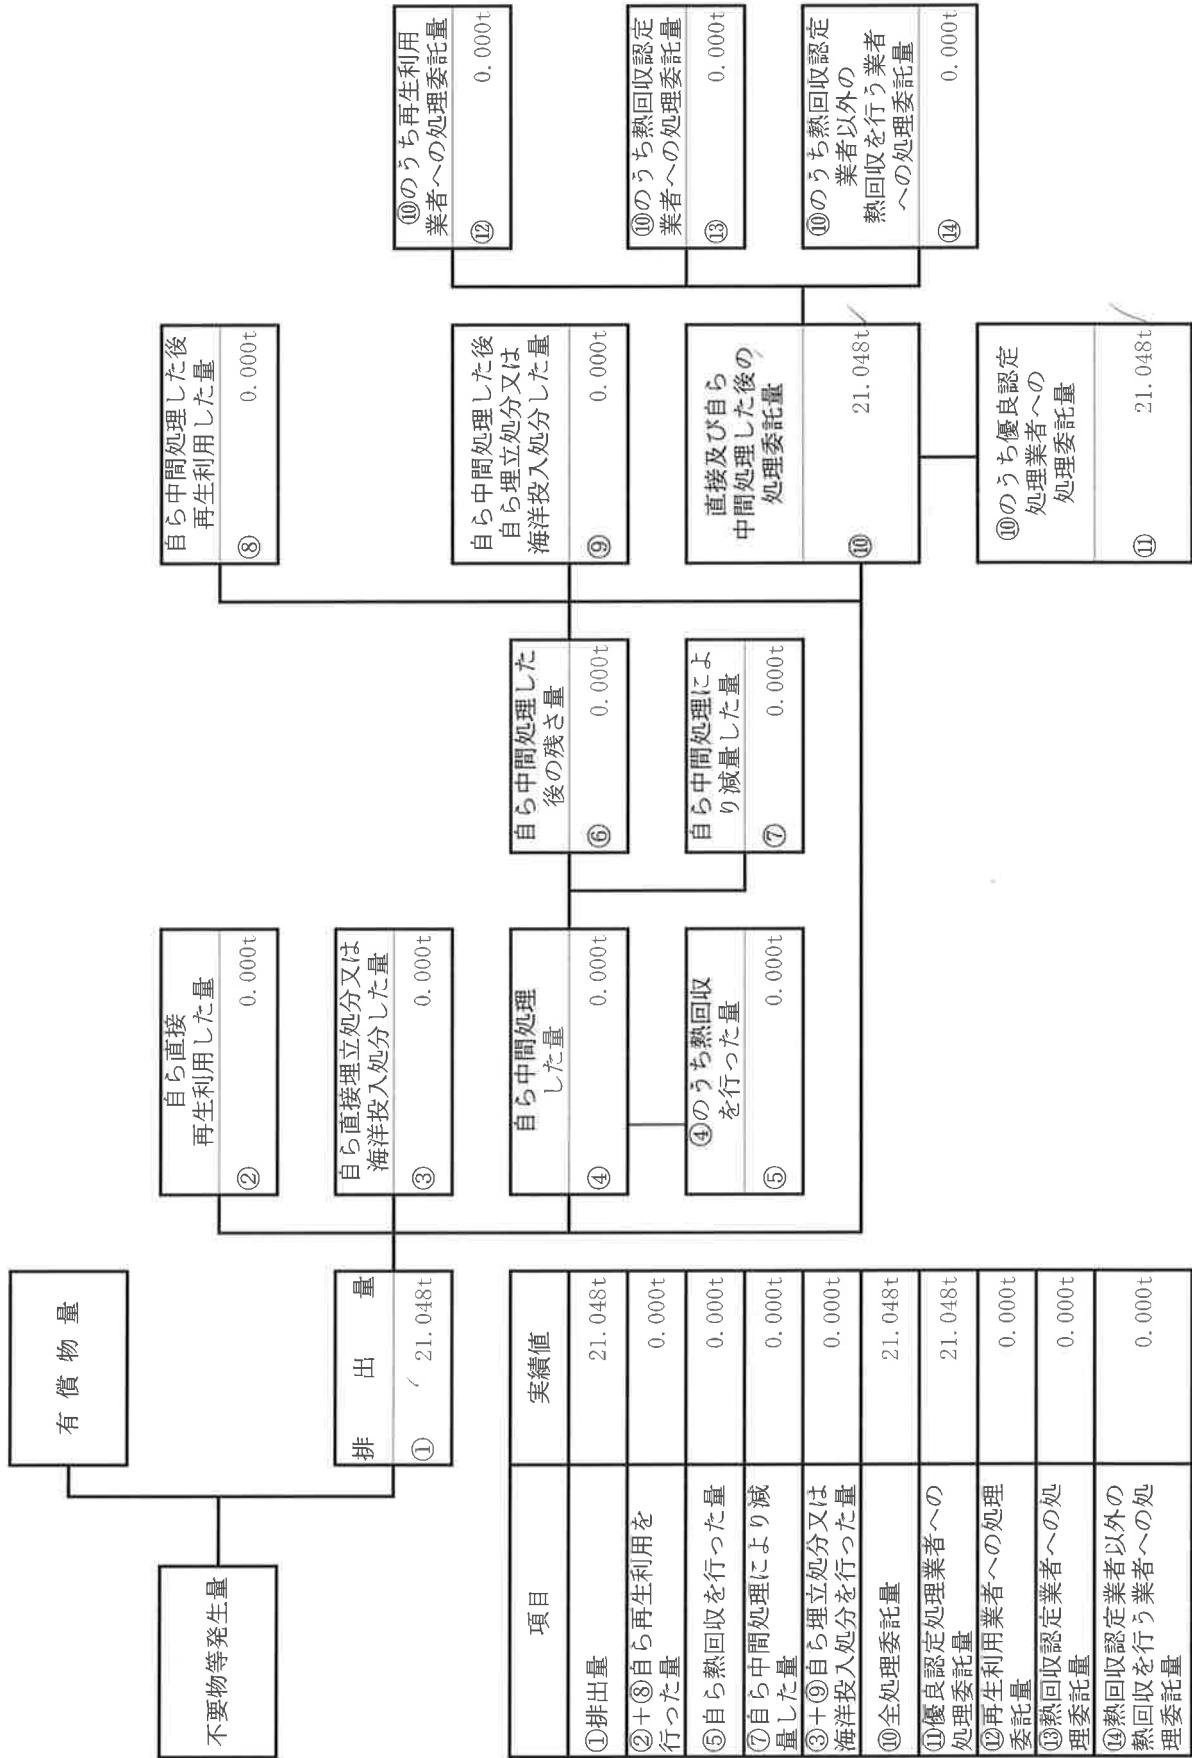 不要物等発生量
有償物量
排出量
① 21.048t
自ら直接
再生利用した量
② 0.000t
自ら直接埋立処分又は
海洋投入処分した量
③ 0.000t
自ら中間処理
した量
④ 0.000t
④のうち熱回収
を行った量
⑤ 0.000t
自ら中間処理した
後の残さ量
⑥ 0.000t
自ら中間処理によ
り減量した量
⑦ 0.000t
自ら中間処理した後
再生利用した量
⑧ 0.000t
自ら中間処理した後
自ら埋立処分又は
海洋投入処分した量
⑨ 0.000t
直接及び自ら
中間処理した後の
処理委託量
⑩ 21.048t
⑩のうち優良認定
処理業者への
処理委託量
⑪ 21.048t
⑩のうち再生利用
業者への処理委託量
⑫ 0.000t
⑩のうち熱回収認定
業者への処理委託量
⑬ 0.000t
⑩のうち熱回収認定
業者以外の
熱回収を行う業者
への処理委託量
⑭ 0.000t
項目 実績値
①排出量 21.048t
②+⑧自ら再生利用を
行った量 0.000t
⑤自ら熱回収を行った量 0.000t
⑦自ら中間処理により減
量した量 0.000t
③+⑨自ら埋立処分又は
海洋投入処分を行った量 0.000t
⑩全処理委託量 21.048t
⑪優良認定処理業者への
処理委託量 21.048t
⑫再生利用業者への処理
委託量 0.000t
⑬熱回収認定業者への処
理委託量 0.000t
⑭熱回収認定業者以外の
熱回収を行う業者への処
理委託量 0.000t